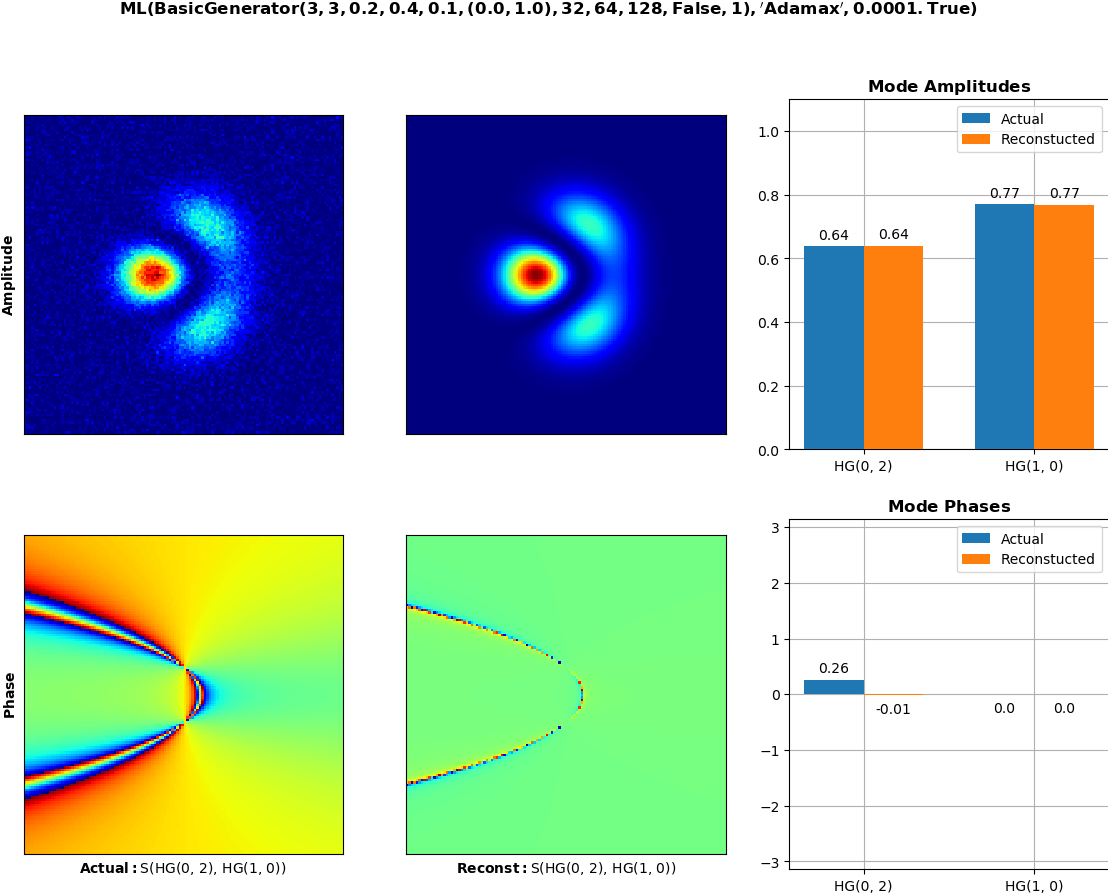 ML(BasicGenerator(3, 3, 0.2, 0.4, 0.1, (0.0, 1.0), 32, 64, 128, False, 1), 'Adamax', 0.0001. True)
Amplitude
Mode Amplitudes
Actual
Reconstucted
1.0
0.8
0.6
0.4
0.2
0.0
0.64
0.64
0.77
0.77
HG(0, 2)
HG(1, 0)
Phase
Actual: S(HG(0, 2), HG(1, 0))
Reconst: S(HG(0, 2), HG(1, 0))
Mode Phases
Actual
Reconstucted
3
2
1
0
−1
−2
−3
0.26
-0.01
0.0
0.0
HG(0, 2)
HG(1, 0)